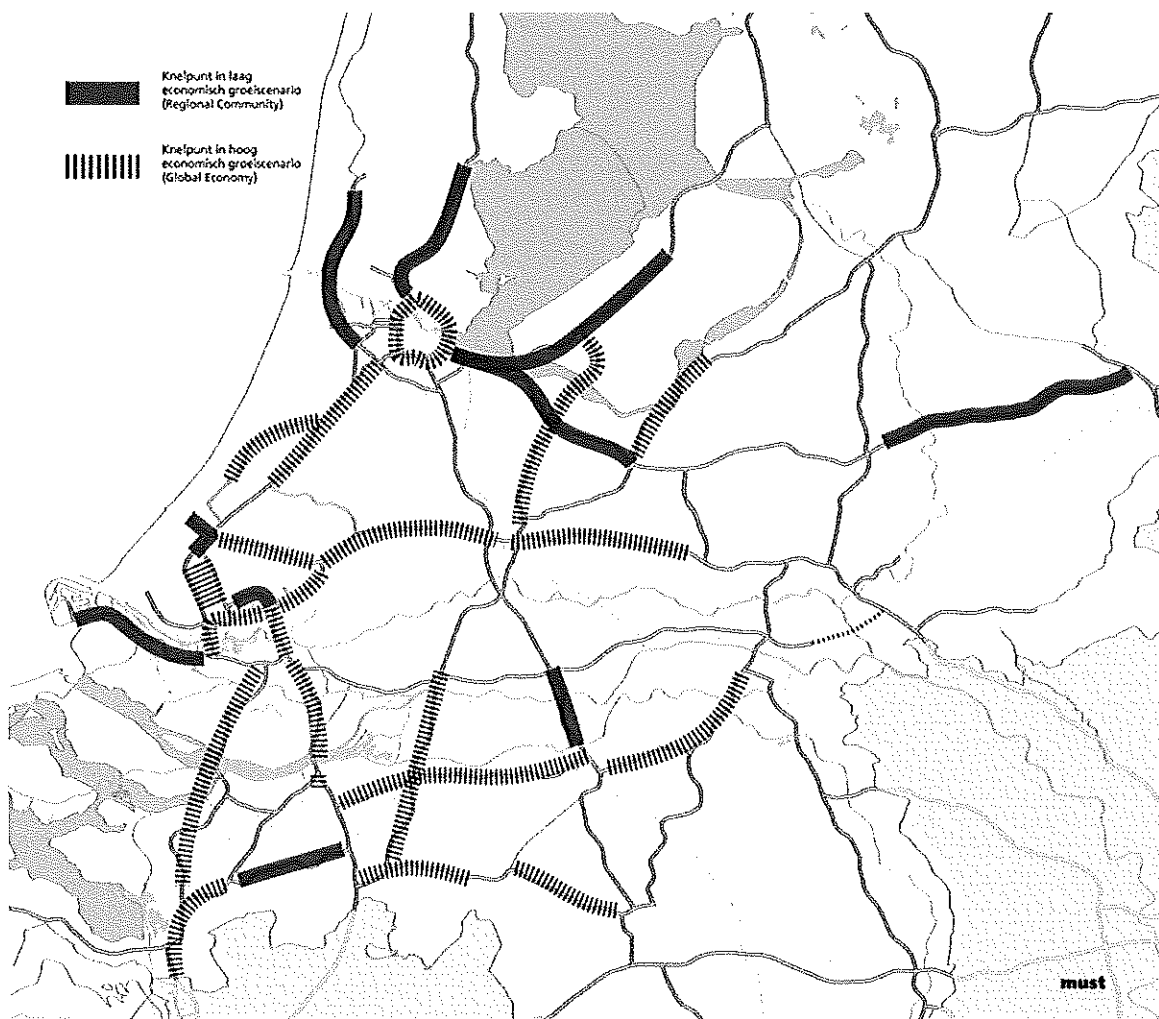 Knelpunt in laag
economisch groeiscenario
(Regional Community)
Knelpunt in hoog
economisch groeiscenario
(Global Economy)
must